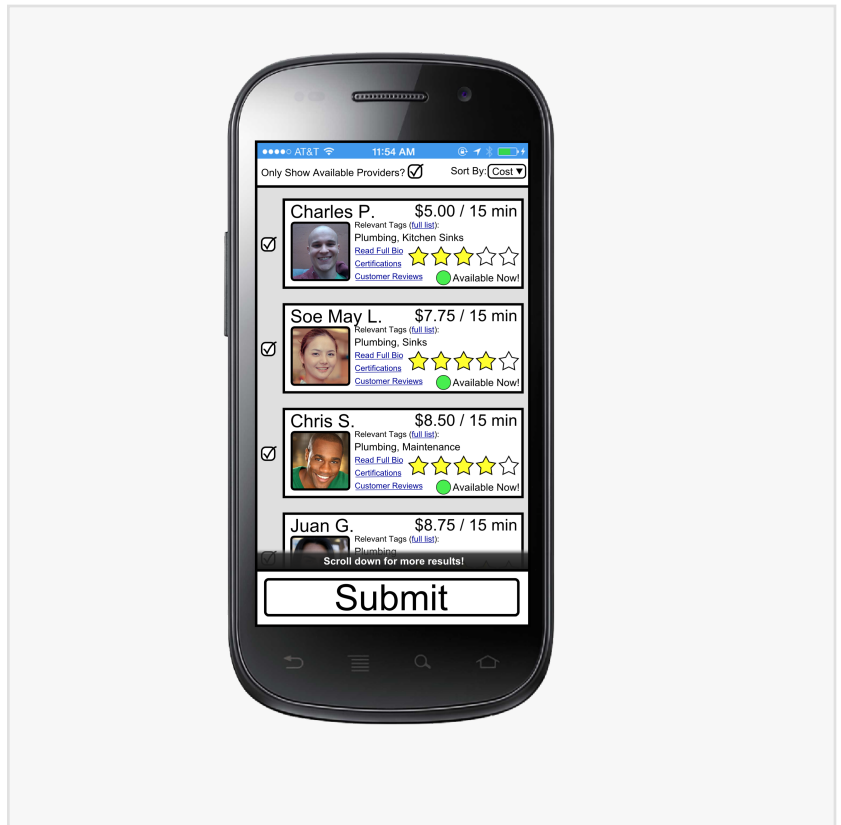 AT&T 11:54 AM
Only Show Available Providers? Sort By: Cost ▼
Charles P. $5.00 / 15 min
Relevant Tags (full list):
Plumbing, Kitchen Sinks
Read Full Bio
Certifications
Customer Reviews Available Now!
Soe May L. $7.75 / 15 min
Relevant Tags (full list):
Plumbing, Sinks
Read Full Bio
Certifications
Customer Reviews Available Now!
Chris S. $8.50 / 15 min
Relevant Tags (full list):
Plumbing, Maintenance
Read Full Bio
Certifications
Customer Reviews Available Now!
Juan G. $8.75 / 15 min
Relevant Tags (full list):
Plumbing
Scroll down for more results!
Submit